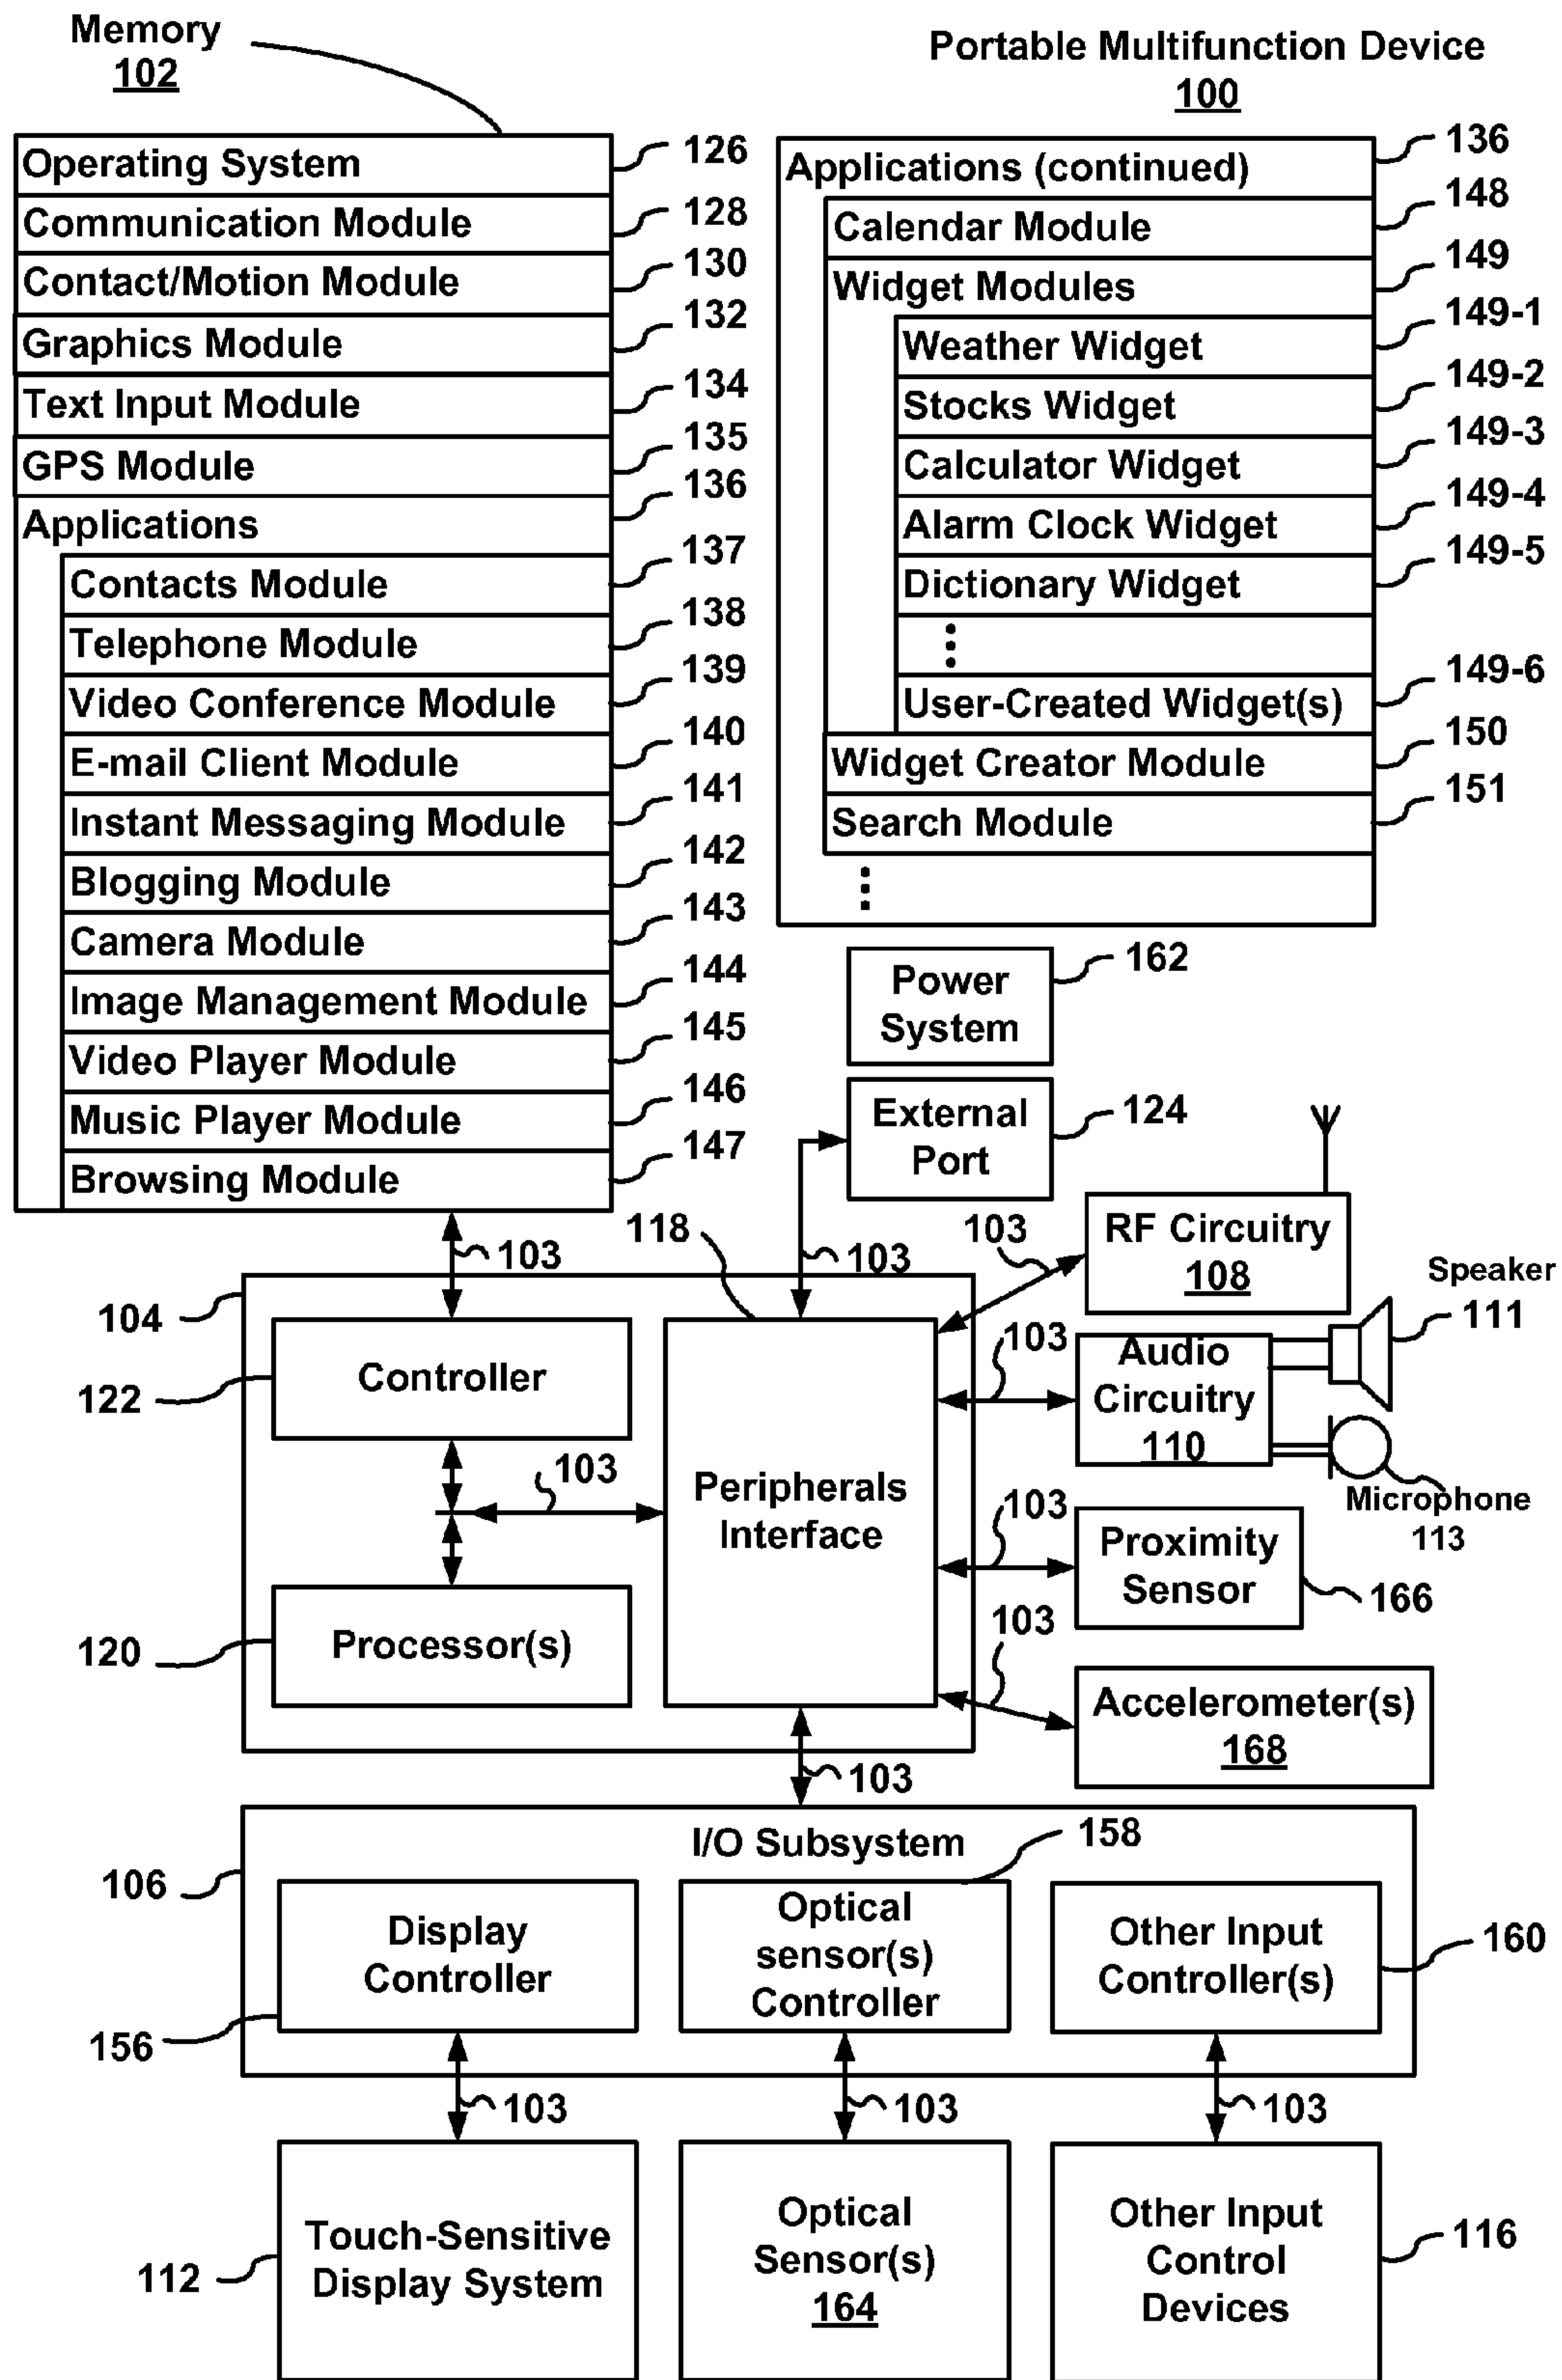 Memory
102
Portable Multifunction Device
100
Operating System
126
Communication Module
128
Contact/Motion Module
130
Graphics Module
132
Text Input Module
134
GPS Module
135
Applications
136
Contacts Module
137
Telephone Module
138
Video Conference Module
139
E-mail Client Module
140
Instant Messaging Module
141
Blogging Module
142
Camera Module
143
Image Management Module
144
Video Player Module
145
Music Player Module
146
Browsing Module
147
Applications (continued)
136
Calendar Module
148
Widget Modules
149
Weather Widget
149-1
Stocks Widget
149-2
Calculator Widget
149-3
Alarm Clock Widget
149-4
Dictionary Widget
149-5
User-Created Widget(s)
149-6
Widget Creator Module
150
Search Module
151
Power
System
162
External
Port
124
103
118
103
103
RF Circuitry
108
Speaker
111
104
Controller
122
103
Audio
Circuitry
110
Microphone
113
103
Peripherals
Interface
103
Proximity
Sensor
166
Processor(s)
120
103
Accelerometer(s)
168
103
I/O Subsystem
158
106
Display
Controller
156
Optical
sensor(s)
Controller
Other Input
Controller(s)
160
103
103
103
Touch-Sensitive
Display System
112
Optical
Sensor(s)
164
Other Input
Control
Devices
116